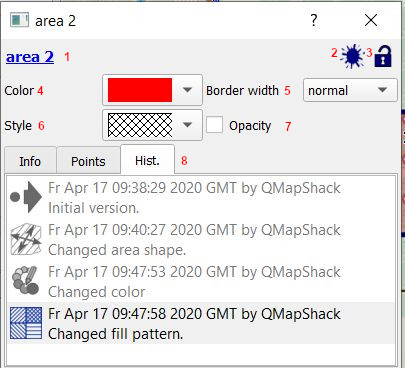 area 2
?
area 2 1 2 3
Color 4 Border width 5 normal
Style 6 Opacity 7
Info Points Hist. 8
Fr Apr 17 09:38:29 2020 GMT by QMapShack
Initial version.
Fr Apr 17 09:40:27 2020 GMT by QMapShack
Changed area shape.
Fr Apr 17 09:47:53 2020 GMT by QMapShack
Changed color
Fr Apr 17 09:47:58 2020 GMT by QMapShack
Changed fill pattern.